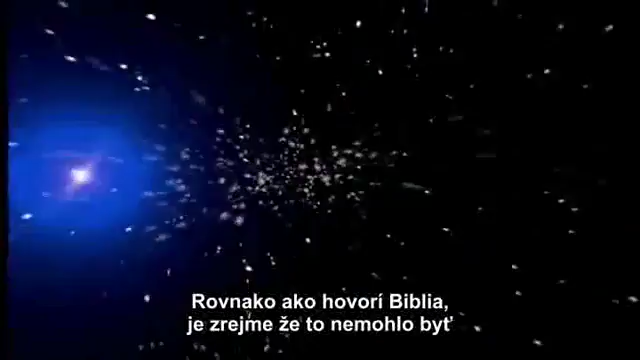 Rovnako ako hovorí Biblia,
je zrejme že to nemohlo byť